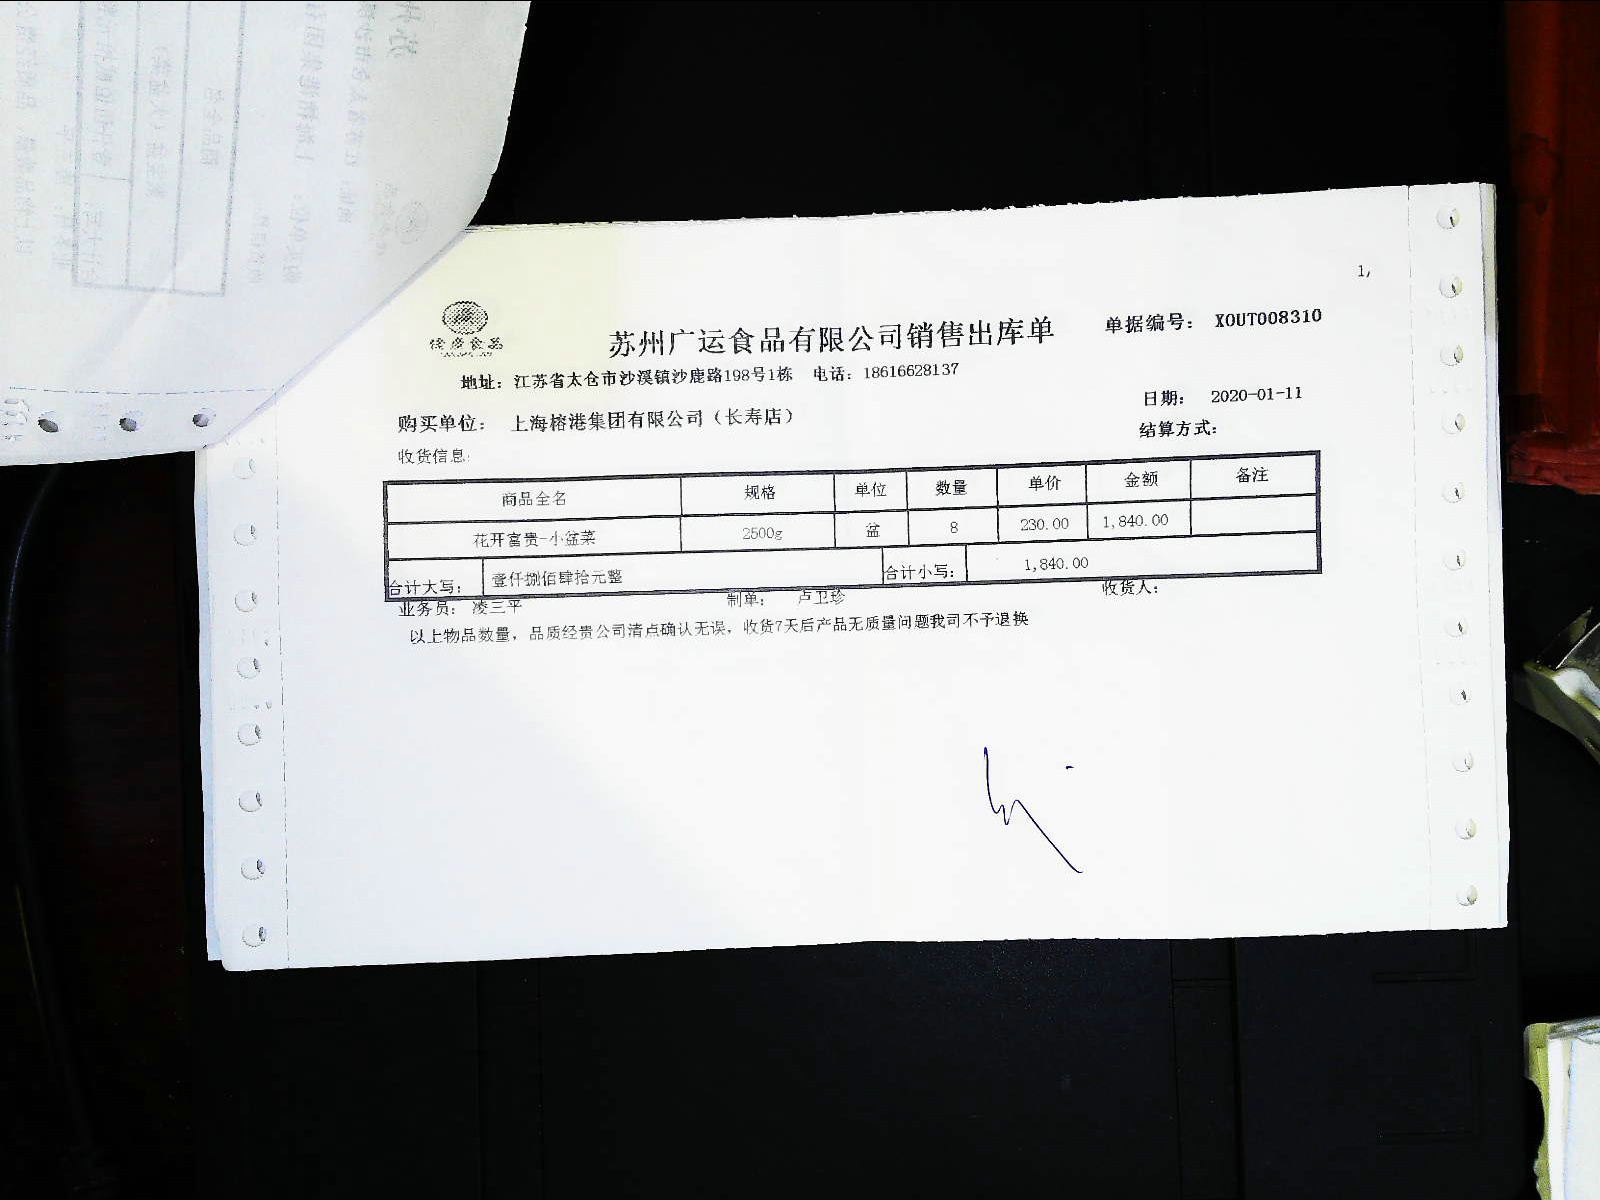 1,
苏州广运食品有限公司销售出库单 单据编号： XOUT008310
地址：江苏省太仓市沙溪镇沙鹿路198号1栋 电话：18616628137
日期： 2020-01-11
购买单位： 上海榕港集团有限公司（长寿店）
结算方式：
收货信息：
商品全名 规格 单位 数量 单价 金额 备注
花开富贵-小盆菜 2500g 盆 8 230.00 1,840.00
合计大写： 壹仟捌佰肆拾元整 合计小写： 1,840.00
业务员： 凌三平 制单： 卢卫珍 收货人：
以上物品数量，品质经贵公司清点确认无误，收货7天后产品无质量问题我司不予退换